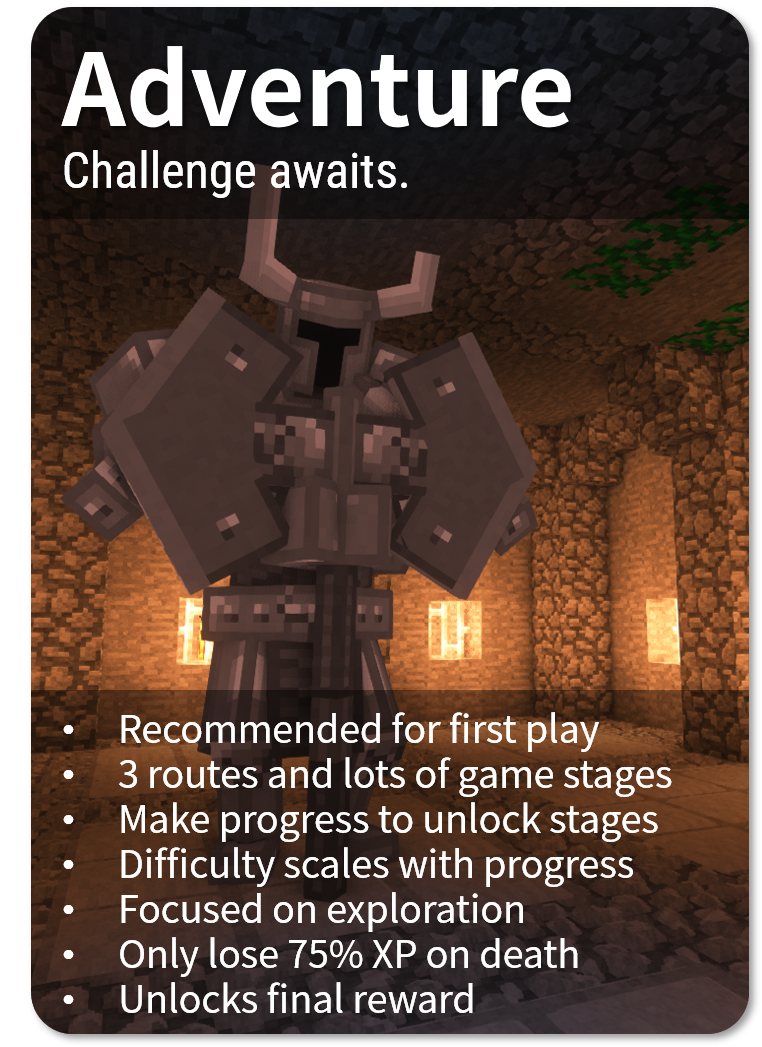 Adventure
Challenge awaits.
• Recommended for first play
• 3 routes and lots of game stages
• Make progress to unlock stages
• Difficulty scales with progress
• Focused on exploration
• Only lose 75% XP on death
• Unlocks final reward